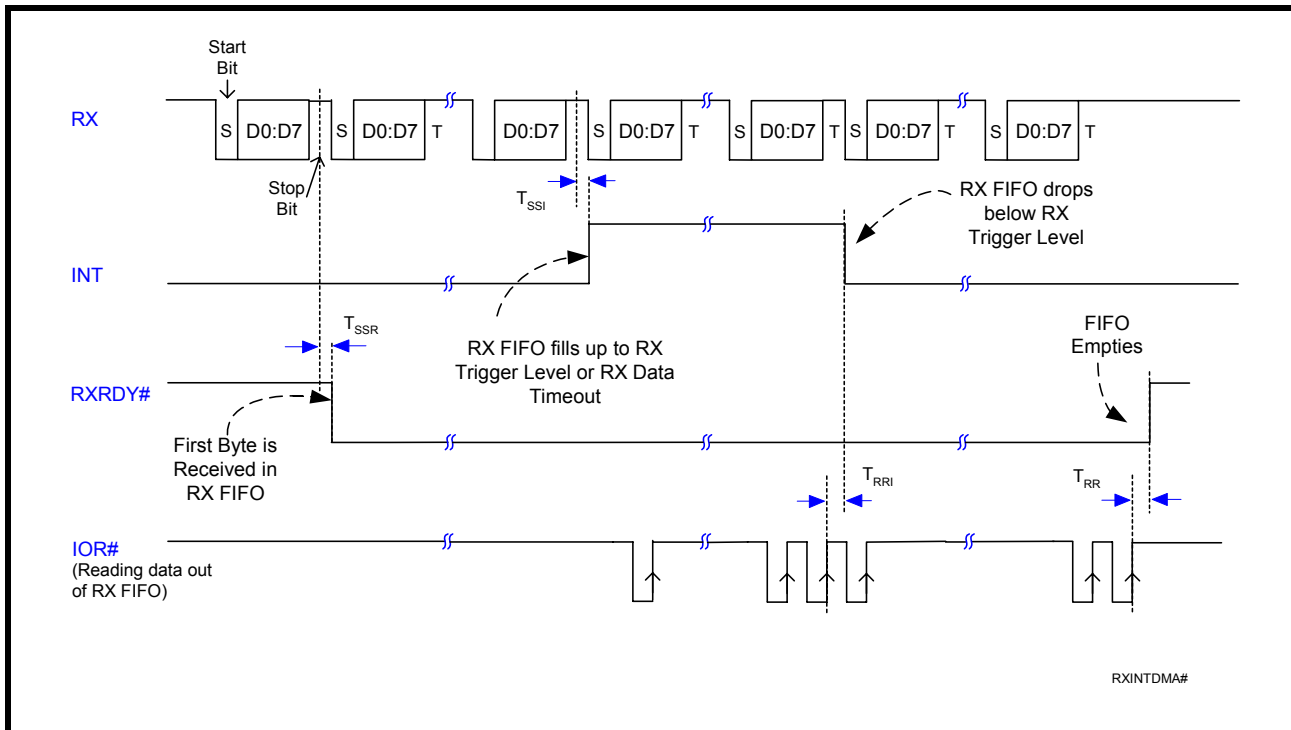 Start
Bit
RX
S D0:D7 S D0:D7 T D0:D7 S D0:D7 T S D0:D7 T S D0:D7 T S D0:D7 T
Stop
Bit
TSSI
RX FIFO drops
below RX
Trigger Level
INT
TSSR
RX FIFO fills up to RX
Trigger Level or RX Data
Timeout
FIFO
Empties
RXRDY#
First Byte is
Received in
RX FIFO
TRRI
TRR
IOR#
(Reading data out
of RX FIFO)
RXINTDMA#